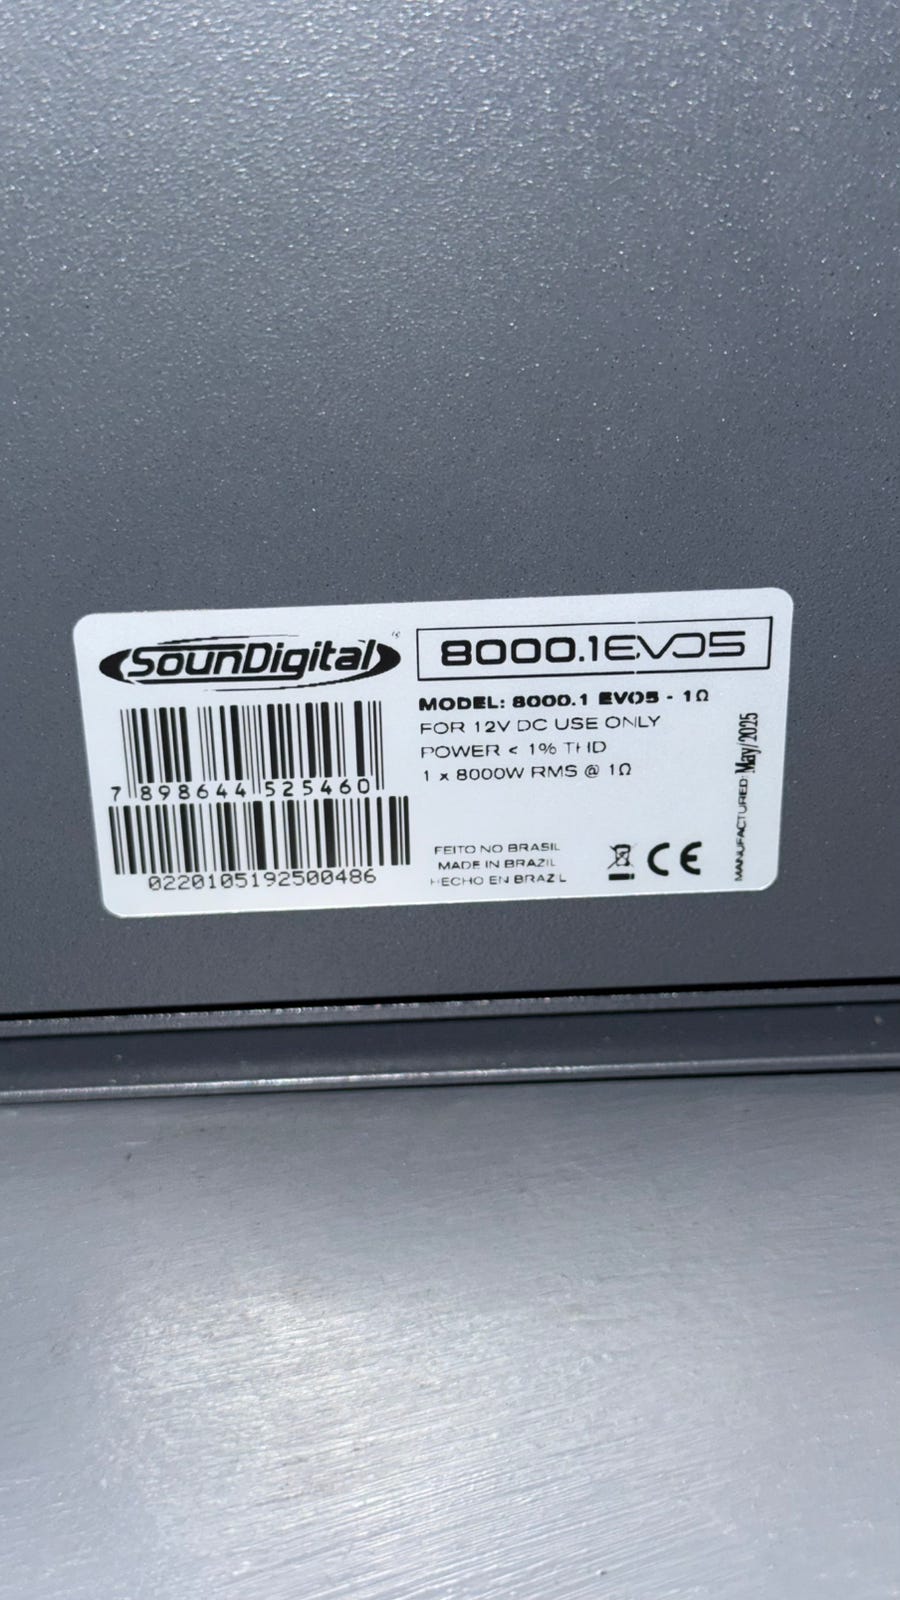 SounDigital
8000.1EVO5
MODEL: 8000.1 EVO5 - 1Ω
FOR 12V DC USE ONLY
POWER < 1% THD
1 x 8000W RMS @ 1Ω
7 898644 525460
0220105192500486
FEITO NO BRASIL
MADE IN BRAZIL
HECHO EN BRAZIL
CE
MANUFACTURED May/2025